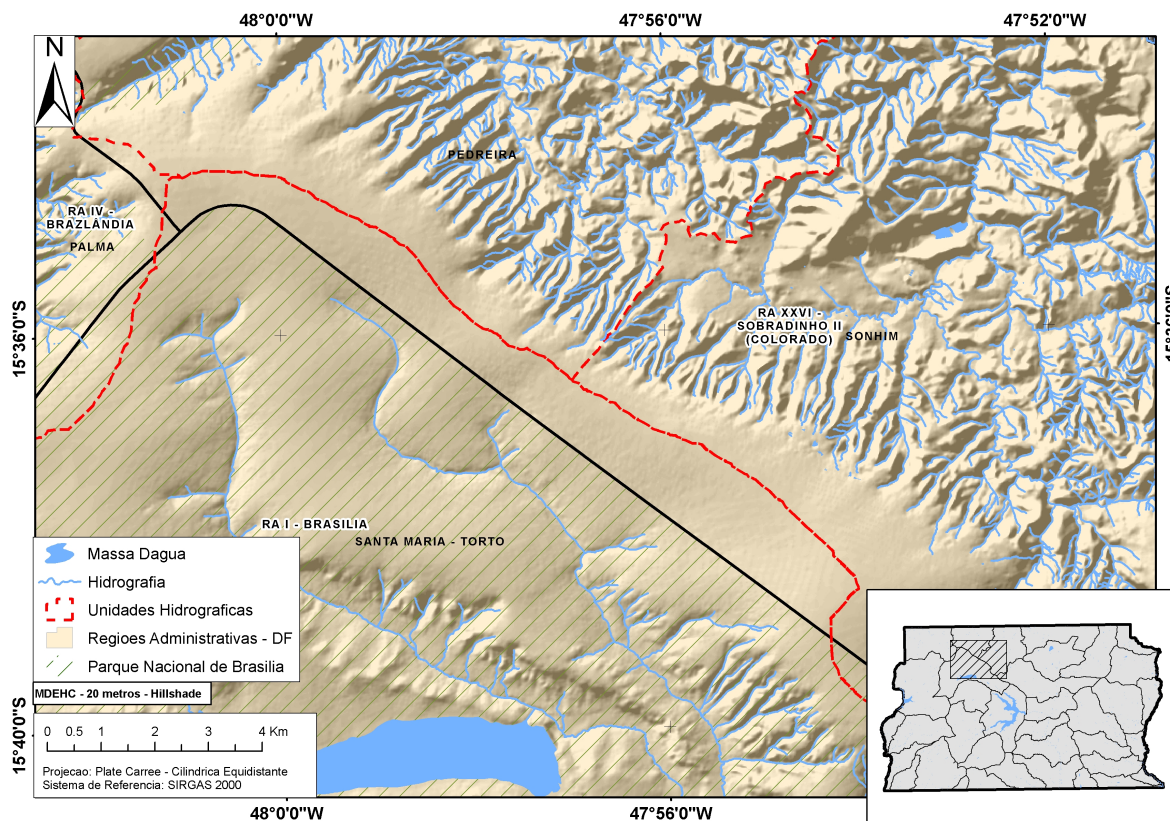 48°0'0"W
47°56'0"W
47°52'0"W
N
PEDREIRA
RA IV -
BRAZLÂNDIA
PALMA
15°36'0"S
RA XXVI -
SOBRADINHO II
(COLORADO)
SONHIM
RA I - BRASILIA
SANTA MARIA - TORTO
Massa Dagua
Hidrografia
Unidades Hidrograficas
Regioes Administrativas - DF
Parque Nacional de Brasilia
MDEHC - 20 metros - Hillshade
15°40'0"S
0 0.5 1 2 3 4 Km
Projecao: Plate Carree - Cilindrica Equidistante
Sistema de Referencia: SIRGAS 2000
48°0'0"W
47°56'0"W